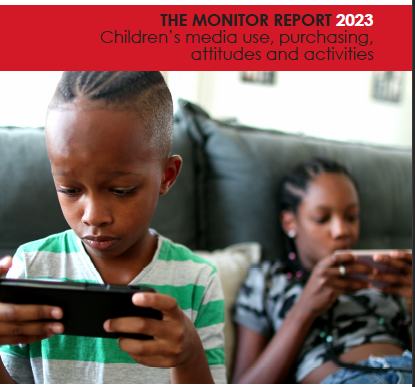 THE MONITOR REPORT 2023
Children's media use, purchasing,
attitudes and activities